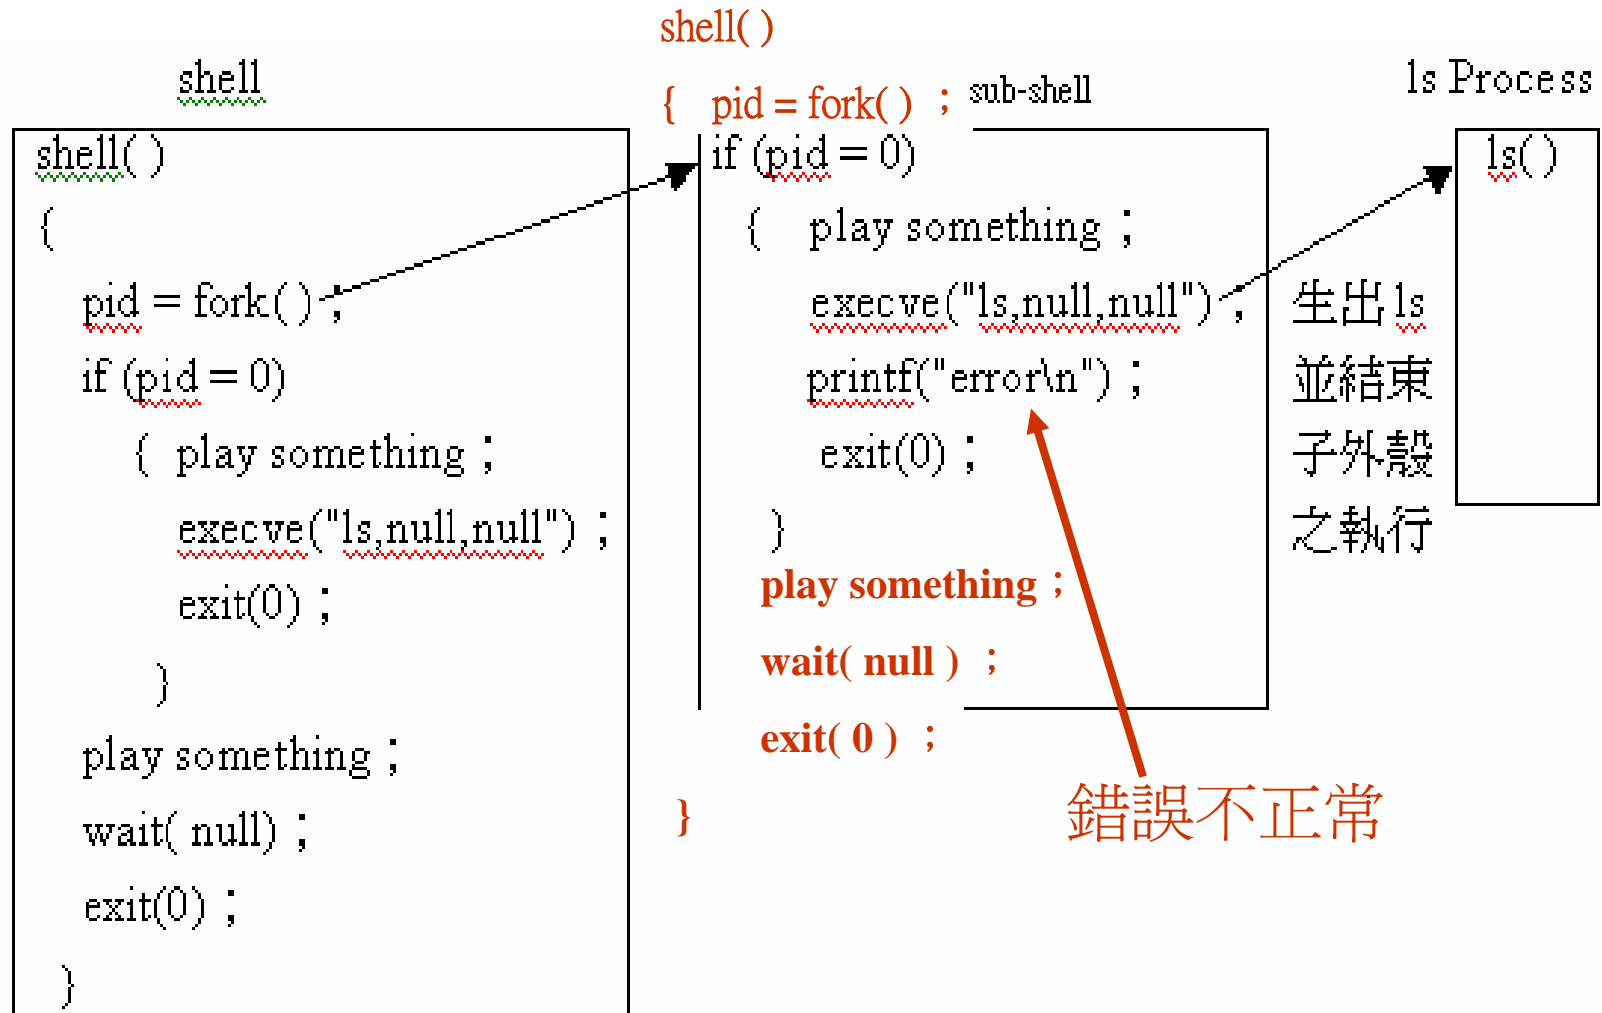 shell
shell( )
{
pid = fork( ) ;
if (pid = 0)
{ play something ;
execve("ls,null,null") ;
exit(0) ;
}
play something ;
wait( null) ;
exit(0) ;
}
shell( )
{ pid = fork( ) ;
sub-shell
if (pid = 0)
{ play something ;
execve("ls,null,null") ;
printf("error\n") ;
exit(0) ;
}
play something ;
wait( null ) ;
exit( 0 ) ;
}
錯誤不正常
生出 ls
並結束
子外殼
之執行
ls Process
ls( )